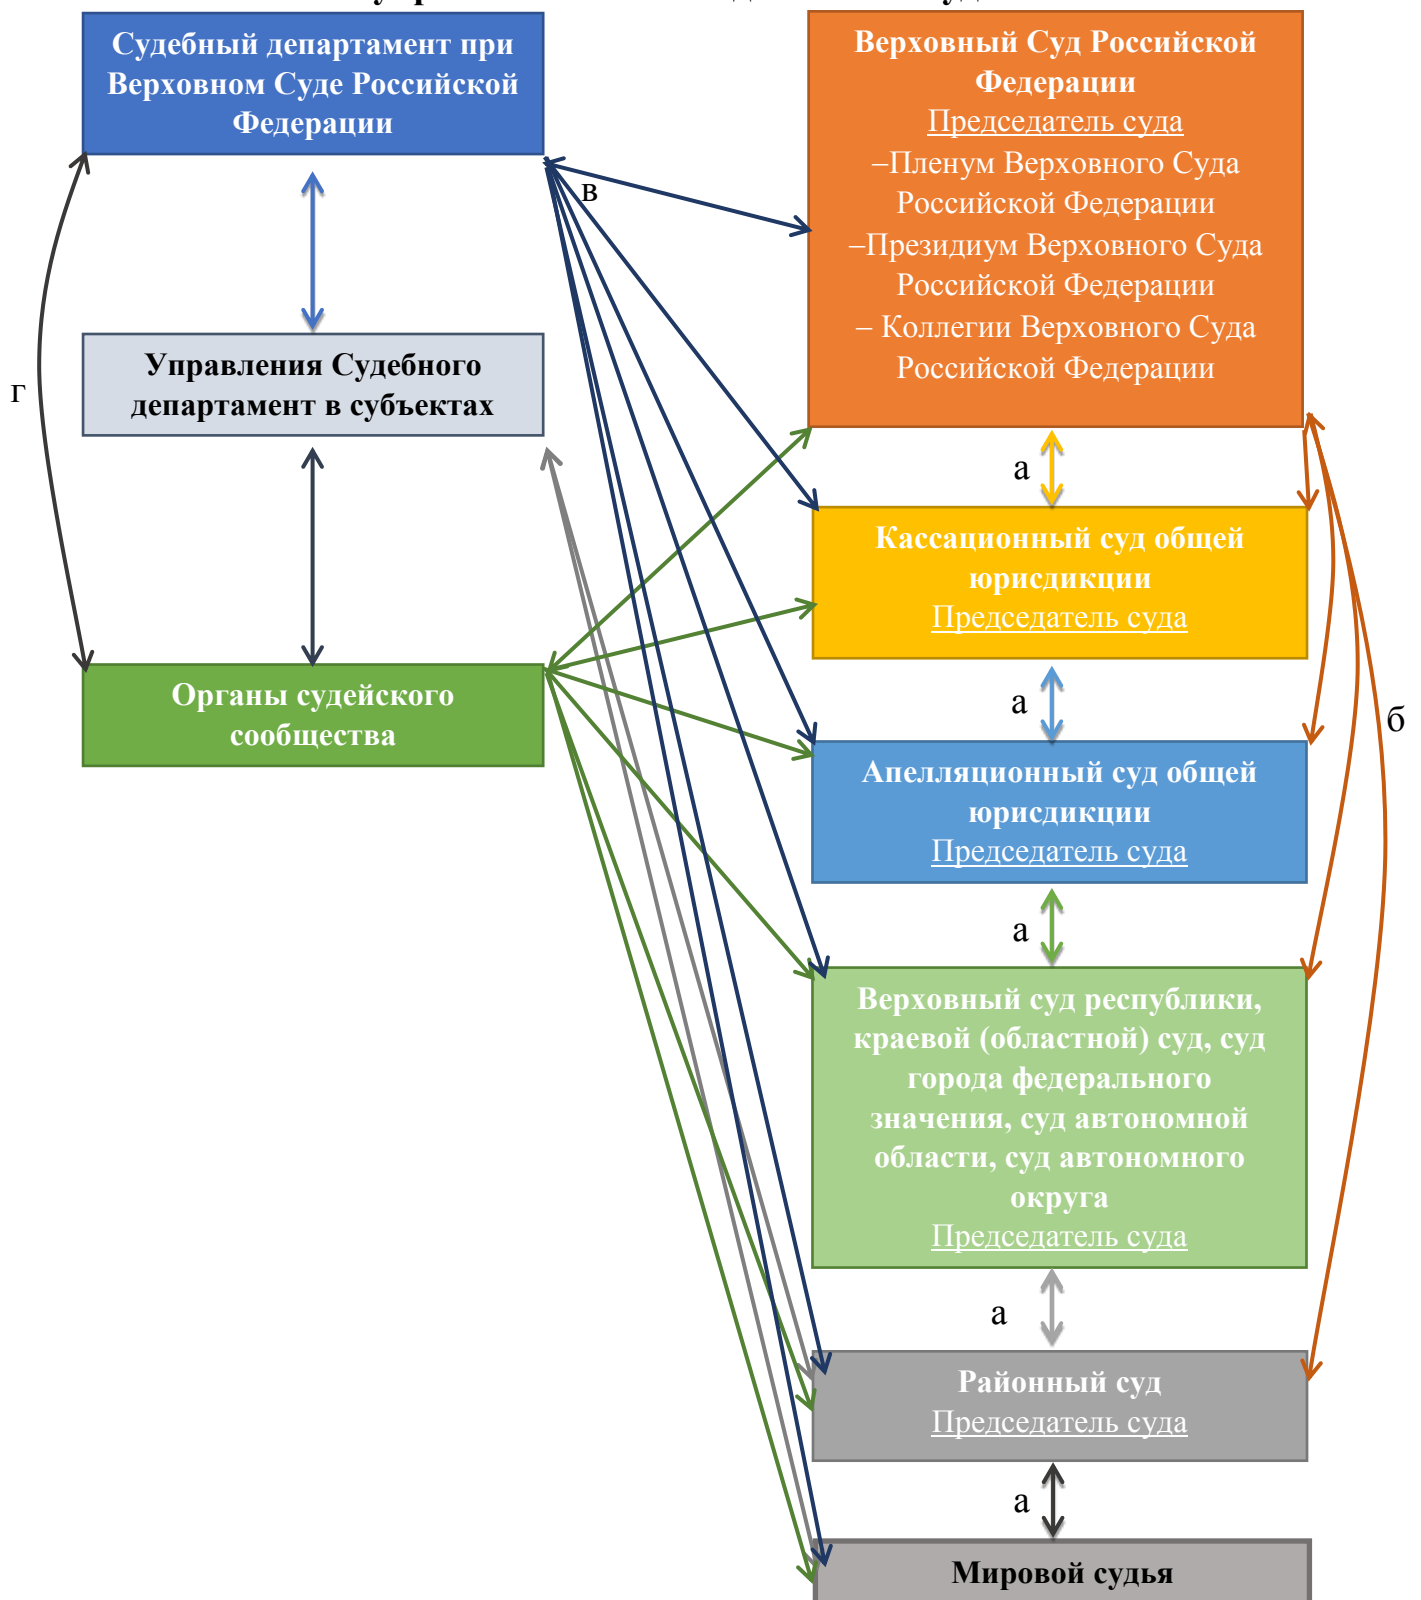 Судебный департамент при
Верховном Суде Российской
Федерации
Верховный Суд Российской
Федерации
Председатель суда
–Пленум Верховного Суда
Российской Федерации
–Президиум Верховного Суда
Российской Федерации
– Коллегии Верховного Суда
Российской Федерации
в
Управления Судебного
департамент в субъектах
г
а
Кассационный суд общей
юрисдикции
Председатель суда
Органы судейского
сообщества
а
б
Апелляционный суд общей
юрисдикции
Председатель суда
а
Верховный суд республики,
краевой (областной) суд, суд
города федерального
значения, суд автономной
области, суд автономного
округа
Председатель суда
а
Районный суд
Председатель суда
а
Мировой судья